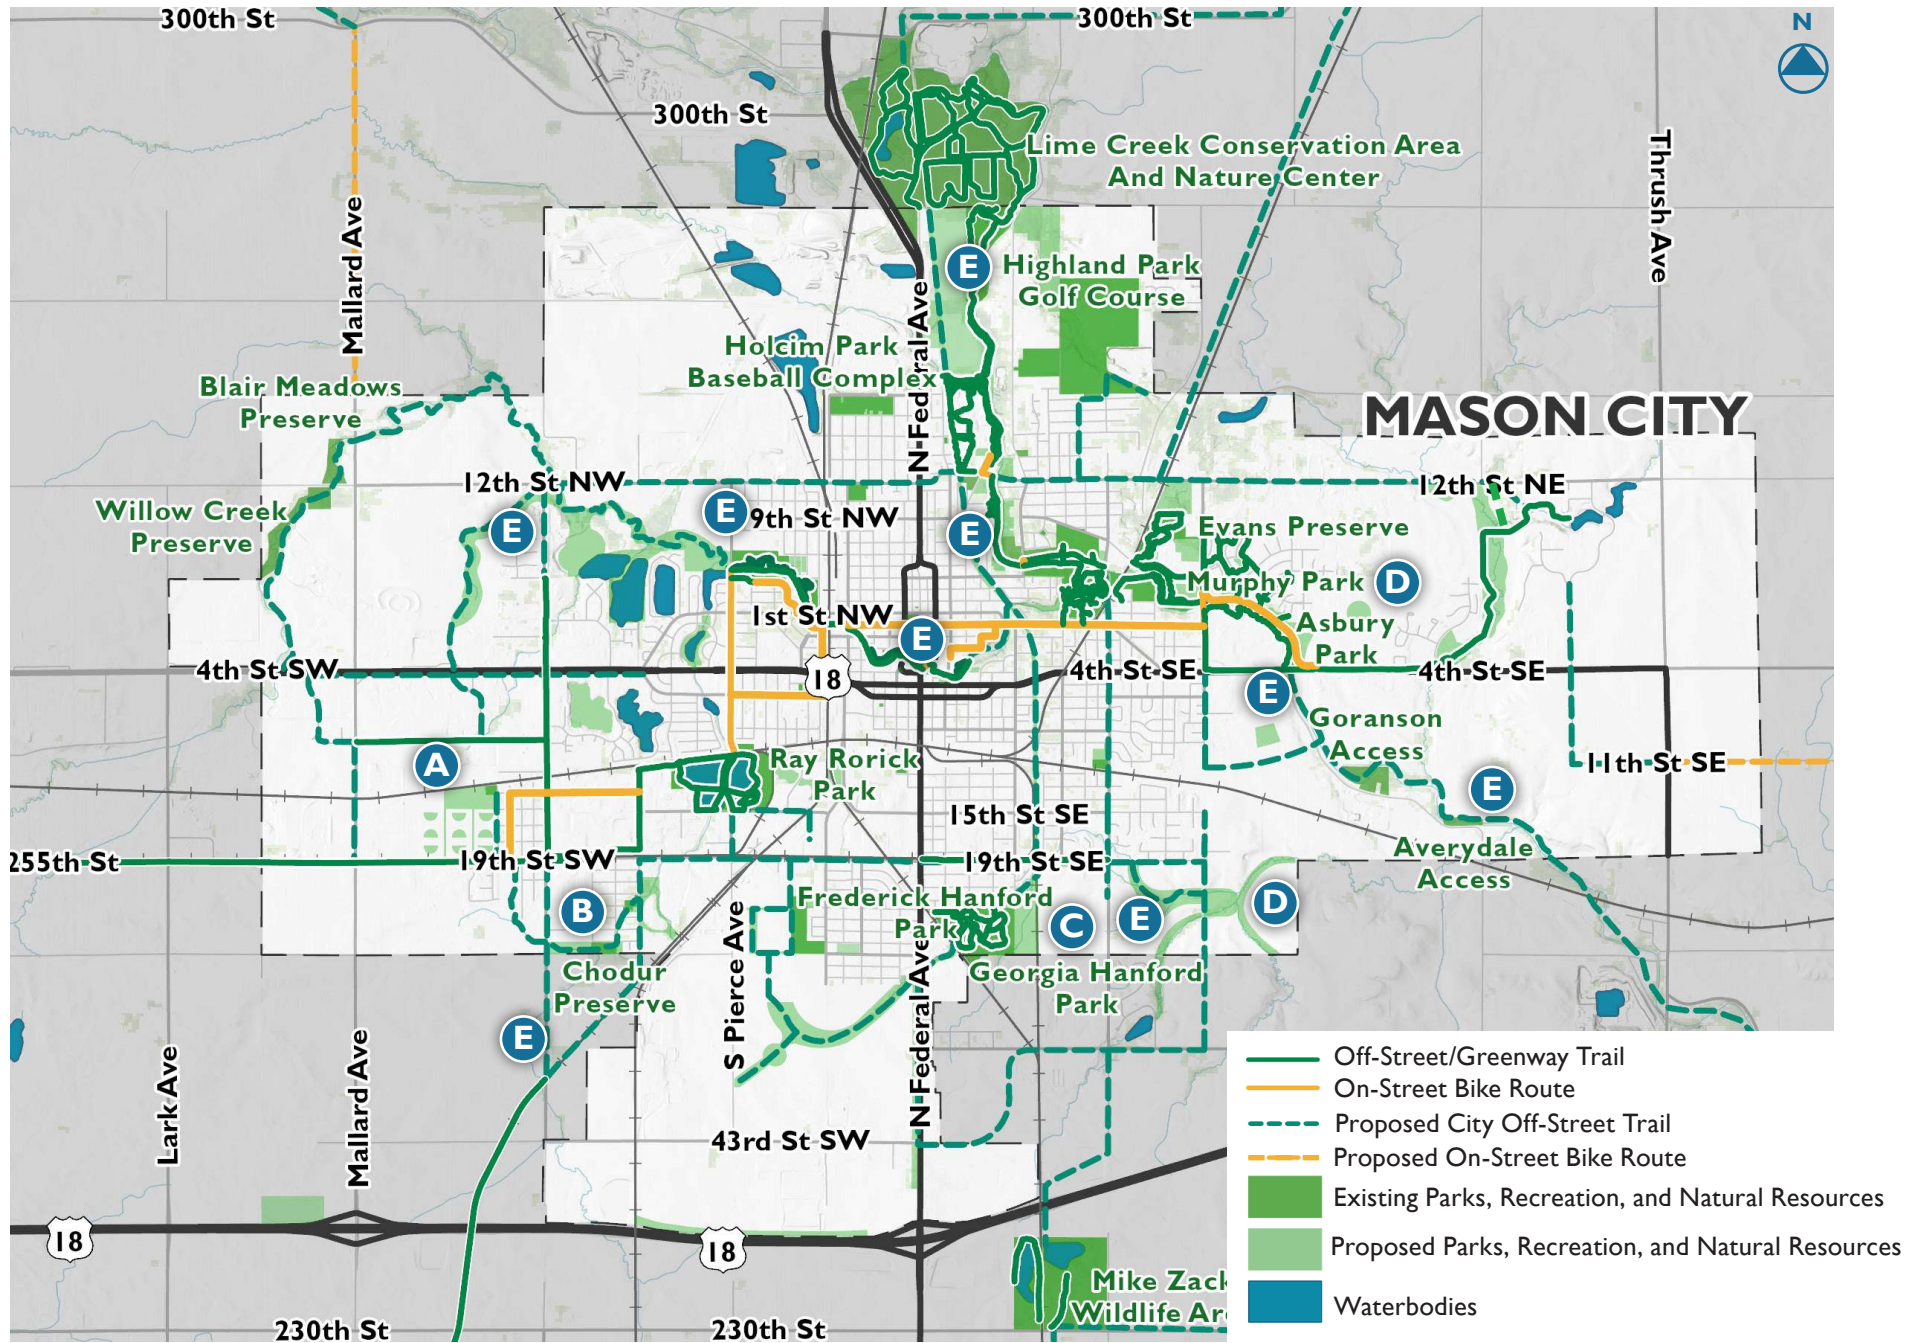 300th St
300th St
N
300th St
Lime Creek Conservation Area
And Nature Center
Thrush Ave
Mallard Ave
E
Highland Park
Golf Course
N Federal Ave
Holcim Park
Baseball Complex
Blair Meadows
Preserve
MASON CITY
12th St NW
12th St NE
Willow Creek
Preserve
E
E
9th St NW
E
Evans Preserve
Murphy Park
D
1st St NW
E
Asbury
Park
4th St SW
18
4th St SE
4th St SE
E
Goransson
Access
A
Ray Rorick
Park
11th St SE
E
15th St SE
255th St
19th St SW
19th St SE
Averydale
Access
B
Frederick Hanford
Park
C
E
D
S Pierce Ave
Chodur
Preserve
Georgia Hanford
Park
E
N Federal Ave
Lark Ave
Mallard Ave
43rd St SW
18
18
Mike Zack
Wildlife Are
230th St
230th St
Off-Street/Greenway Trail
On-Street Bike Route
Proposed City Off-Street Trail
Proposed On-Street Bike Route
Existing Parks, Recreation, and Natural Resources
Proposed Parks, Recreation, and Natural Resources
Waterbodies